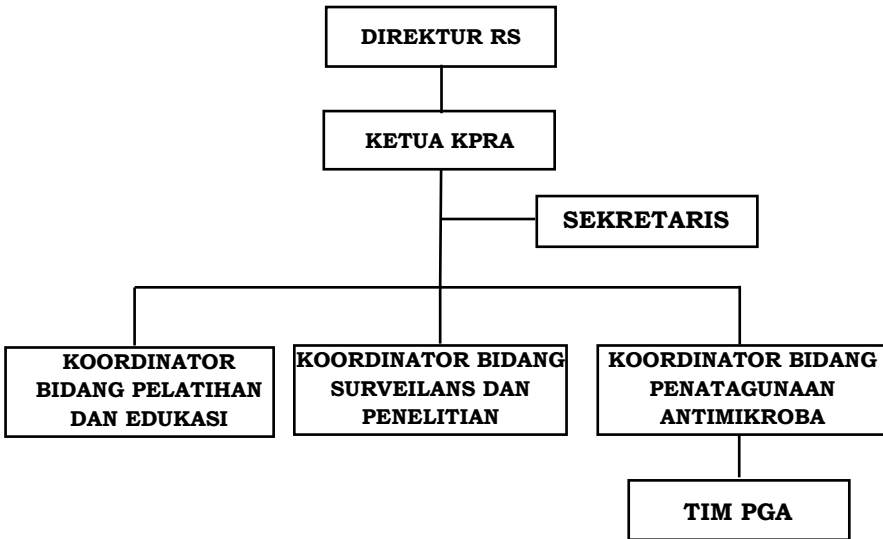 DIREKTUR RS
KETUA KPRA
SEKRETARIS
KOORDINATOR
BIDANG PELATIHAN
DAN EDUKASI
KOORDINATOR BIDANG
SURVEILANS DAN
PENELITIAN
KOORDINATOR BIDANG
PENATAGUNAAN
ANTIMIKROBA
TIM PGA